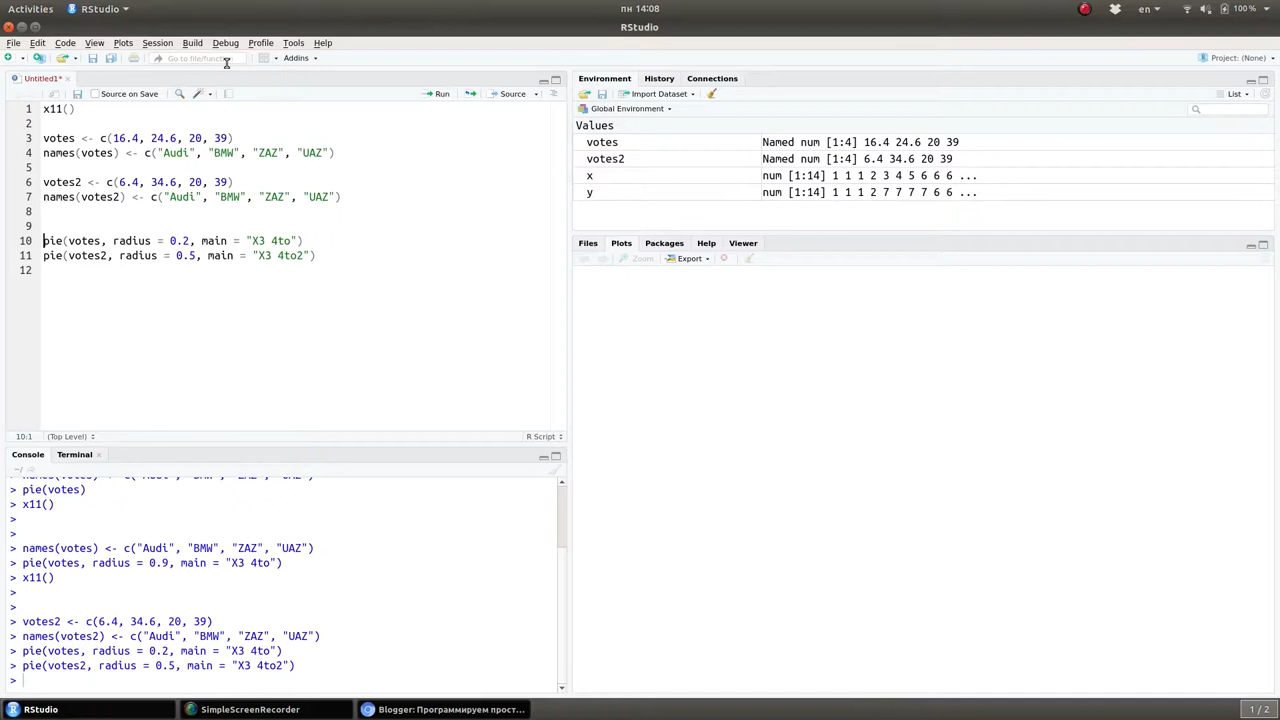 Activities RStudio пн 14:08 en 100 %
RStudio
File Edit Code View Plots Session Build Debug Profile Tools Help
Go to file/function Addins Project: (None)
Untitled1*
Source on Save Run Source
1 x11()
2
3 votes <- c(16.4, 24.6, 20, 39)
4 names(votes) <- c("Audi", "BMW", "ZAZ", "UAZ")
5
6 votes2 <- c(6.4, 34.6, 20, 39)
7 names(votes2) <- c("Audi", "BMW", "ZAZ", "UAZ")
8
9
10 pie(votes, radius = 0.2, main = "X3 4to")
11 pie(votes2, radius = 0.5, main = "X3 4to2")
12
10:1 (Top Level) R Script
Console Terminal
~/
> pie(votes)
> x11()
>
>
> names(votes) <- c("Audi", "BMW", "ZAZ", "UAZ")
> pie(votes, radius = 0.9, main = "X3 4to")
> x11()
>
>
> votes2 <- c(6.4, 34.6, 20, 39)
> names(votes2) <- c("Audi", "BMW", "ZAZ", "UAZ")
> pie(votes, radius = 0.2, main = "X3 4to")
> pie(votes2, radius = 0.5, main = "X3 4to2")
>
Environment History Connections
Import Dataset List
Global Environment
Values
votes Named num [1:4] 16.4 24.6 20 39
votes2 Named num [1:4] 6.4 34.6 20 39
x num [1:14] 1 1 1 2 3 4 5 6 6 6 ...
y num [1:14] 1 1 1 2 7 7 7 7 6 6 ...
Files Plots Packages Help Viewer
Zoom Export
RStudio SimpleScreenRecorder Blogger: Программируем прост... 1 / 2